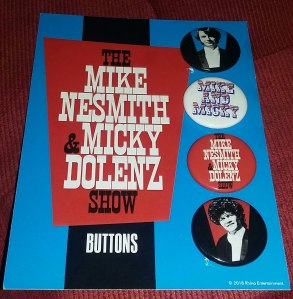 THE
MIKE
NESMITH
& MICKY
DOLENZ
SHOW
BUTTONS
MIKE
AND
MICKY
THE
MIKE
NESMITH
& MICKY
DOLENZ
SHOW
© 2018 Rhino Entertainment.